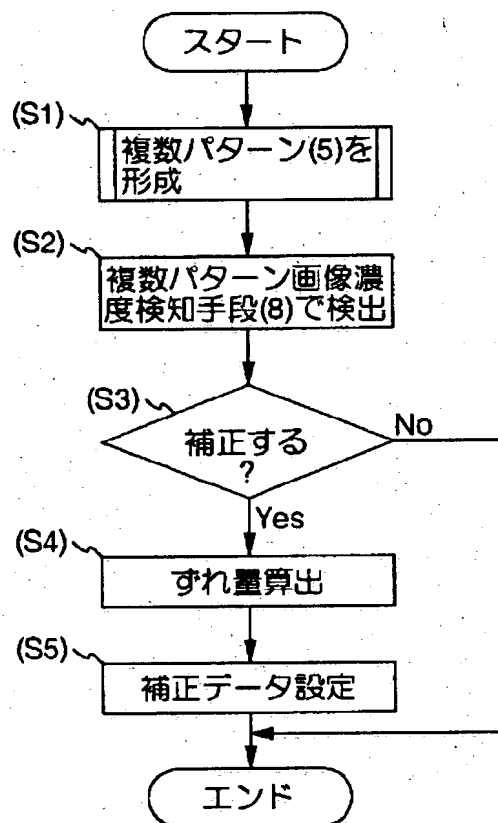 スタート
(S1)
複数パターン(5)を
形成
(S2)
複数パターン画像濃
度検知手段(8)で検出
(S3)
補正する
?
No
Yes
(S4)
ずれ量算出
(S5)
補正データ設定
エンド